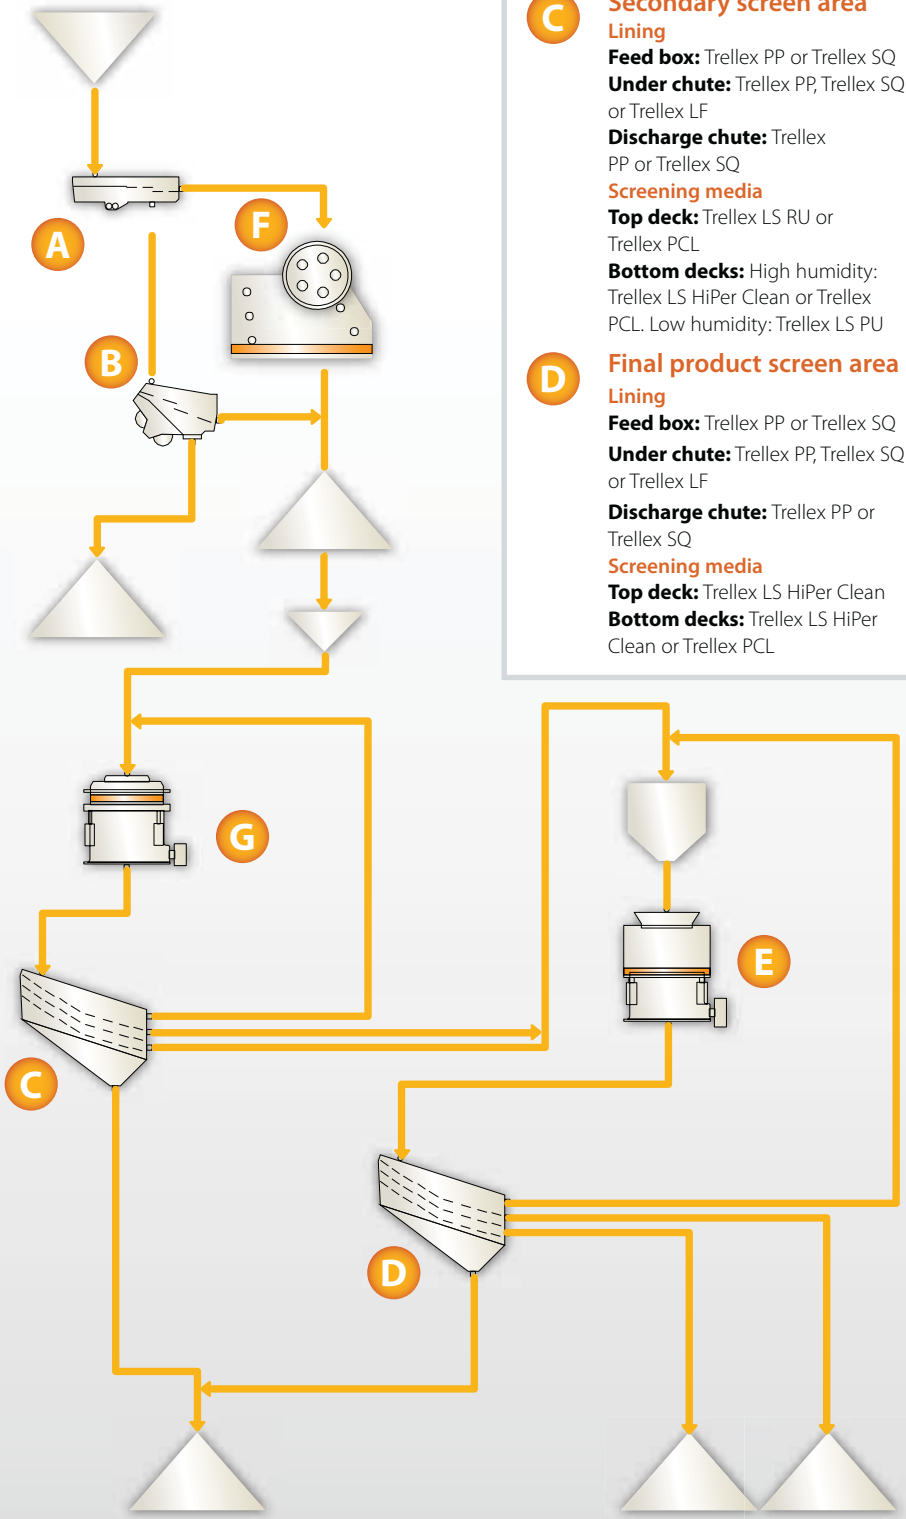 C
Secondary screen area
Lining
Feed box: Trellex PP or Trellex SQ
Under chute: Trellex PP, Trellex SQ
or Trellex LF
Discharge chute: Trellex
PP or Trellex SQ
Screening media
Top deck: Trellex LS RU or
Trellex PCL
Bottom decks: High humidity:
Trellex LS HiPer Clean or Trellex
PCL. Low humidity: Trellex LS PU
D
Final product screen area
Lining
Feed box: Trellex PP or Trellex SQ
Under chute: Trellex PP, Trellex SQ
or Trellex LF
Discharge chute: Trellex PP or
Trellex SQ
Screening media
Top deck: Trellex LS HiPer Clean
Bottom decks: Trellex LS HiPer
Clean or Trellex PCL
A
F
B
G
E
C
D